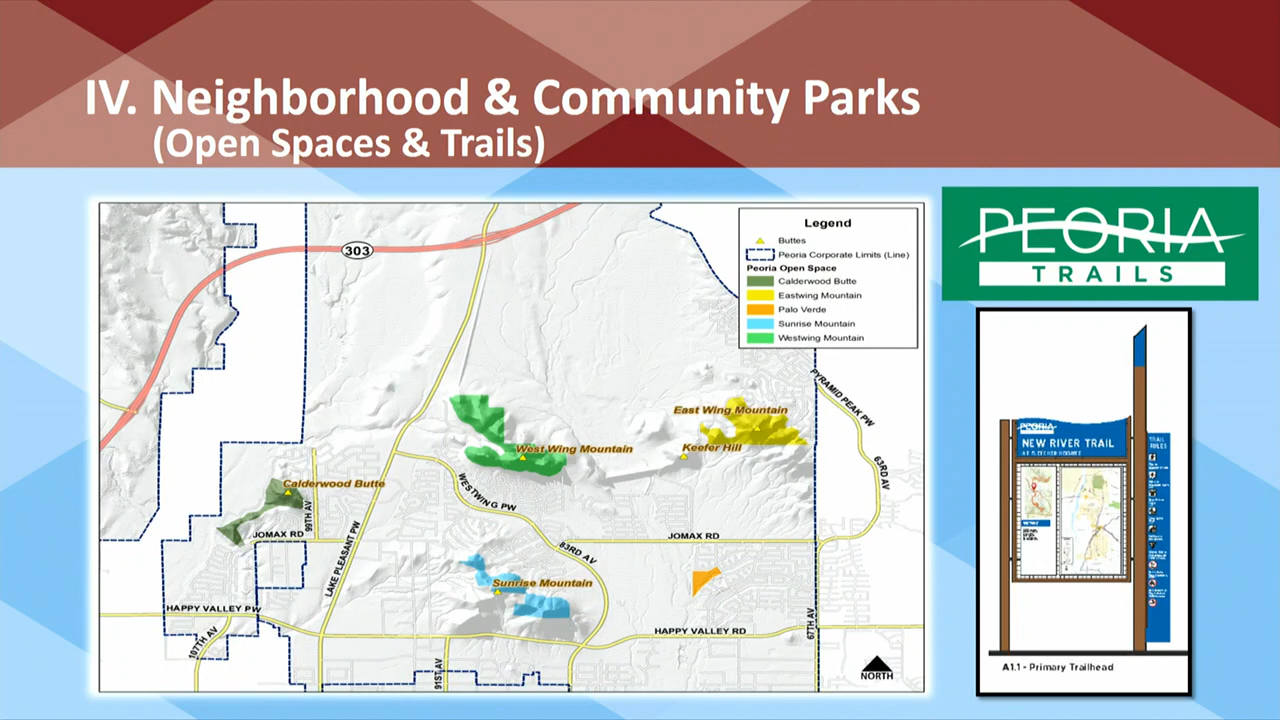 IV. Neighborhood & Community Parks
(Open Spaces & Trails)
303
Legend
Buttes
Peoria Corporate Limits (Line)
Peoria Open Space
Calderwood Butte
Eastwing Mountain
Palo Verde
Sunrise Mountain
Westwing Mountain
PYRAMID PEAK PW
East Wing Mountain
West Wing Mountain
Keefer Hill
63RD AV
Calderwood Butte
WESTWING PW
99TH AV
JOMAX RD
LAKE PLEASANT PW
83RD AV
JOMAX RD
Sunrise Mountain
HAPPY VALLEY PW
107TH AV
67TH AV
HAPPY VALLEY RD
91ST AV
NORTH
PEORIA
TRAILS
PEORIA
NEW RIVER TRAIL
TRAIL
RULES
A1.1 - Primary Trailhead